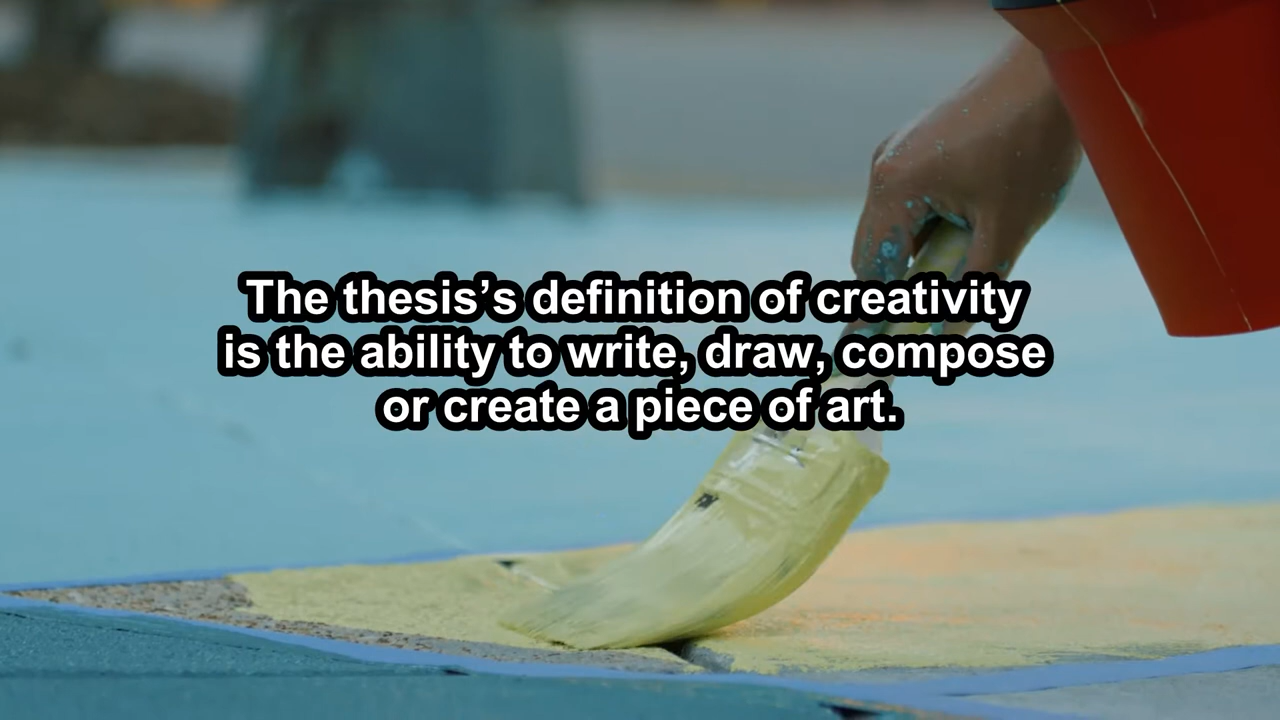 The thesis’s definition of creativity
is the ability to write, draw, compose
or create a piece of art.